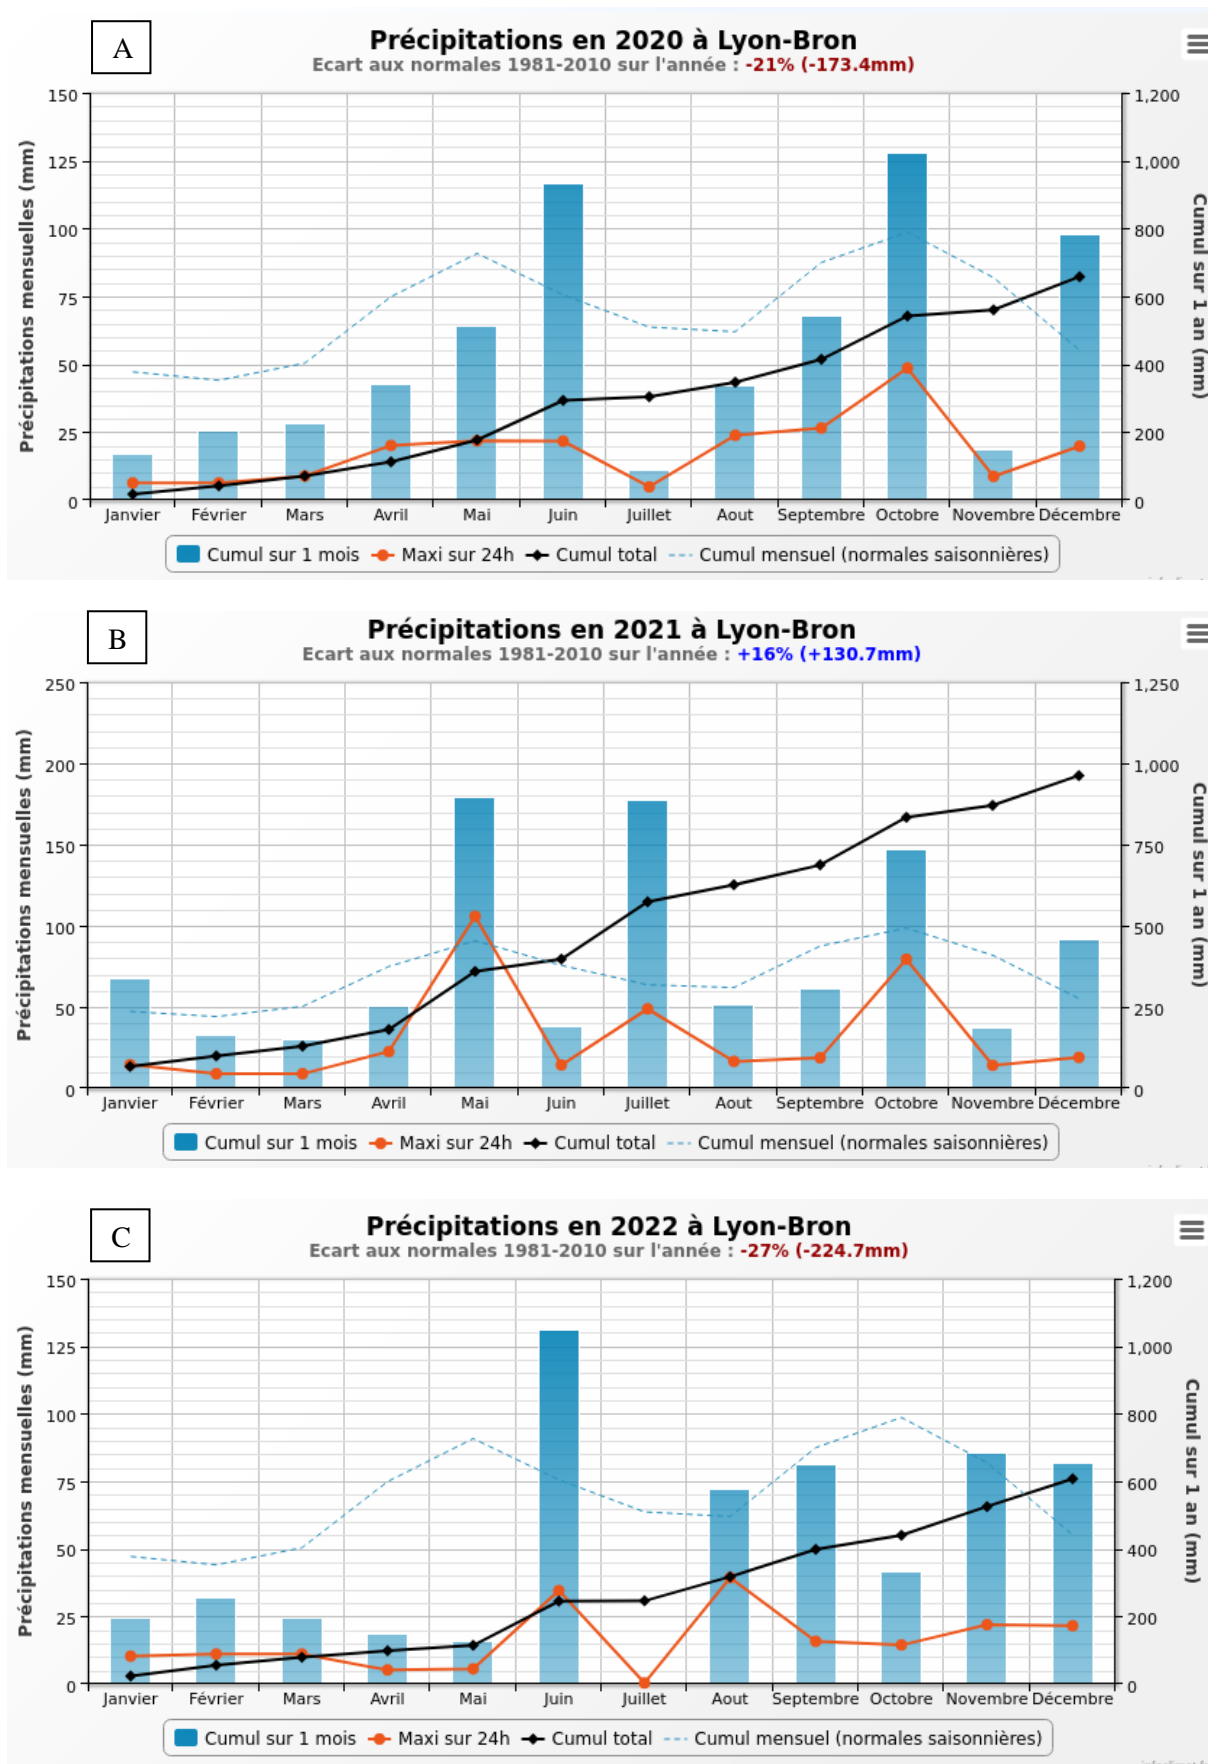 A
Précipitations en 2020 à Lyon-Bron
Ecart aux normales 1981-2010 sur l'année : -21% (-173.4mm)
Précipitations mensuelles (mm)
150
125
100
75
50
25
0
1,200
1,000
800
600
400
200
0
Cumul sur 1 an (mm)
Janvier Février Mars Avril Mai Juin Juillet Aout Septembre Octobre Novembre Décembre
Cumul sur 1 mois Maxi sur 24h Cumul total Cumul mensuel (normales saisonnières)
B
Précipitations en 2021 à Lyon-Bron
Ecart aux normales 1981-2010 sur l'année : +16% (+130.7mm)
Précipitations mensuelles (mm)
250
200
150
100
50
0
1,250
1,000
750
500
250
0
Cumul sur 1 an (mm)
Janvier Février Mars Avril Mai Juin Juillet Aout Septembre Octobre Novembre Décembre
Cumul sur 1 mois Maxi sur 24h Cumul total Cumul mensuel (normales saisonnières)
C
Précipitations en 2022 à Lyon-Bron
Ecart aux normales 1981-2010 sur l'année : -27% (-224.7mm)
Précipitations mensuelles (mm)
150
125
100
75
50
25
0
1,200
1,000
800
600
400
200
0
Cumul sur 1 an (mm)
Janvier Février Mars Avril Mai Juin Juillet Aout Septembre Octobre Novembre Décembre
Cumul sur 1 mois Maxi sur 24h Cumul total Cumul mensuel (normales saisonnières)